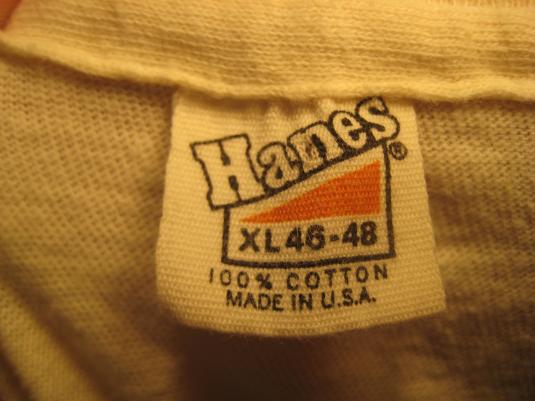 Hanes®
XL 46-48
100% COTTON
MADE IN U.S.A.